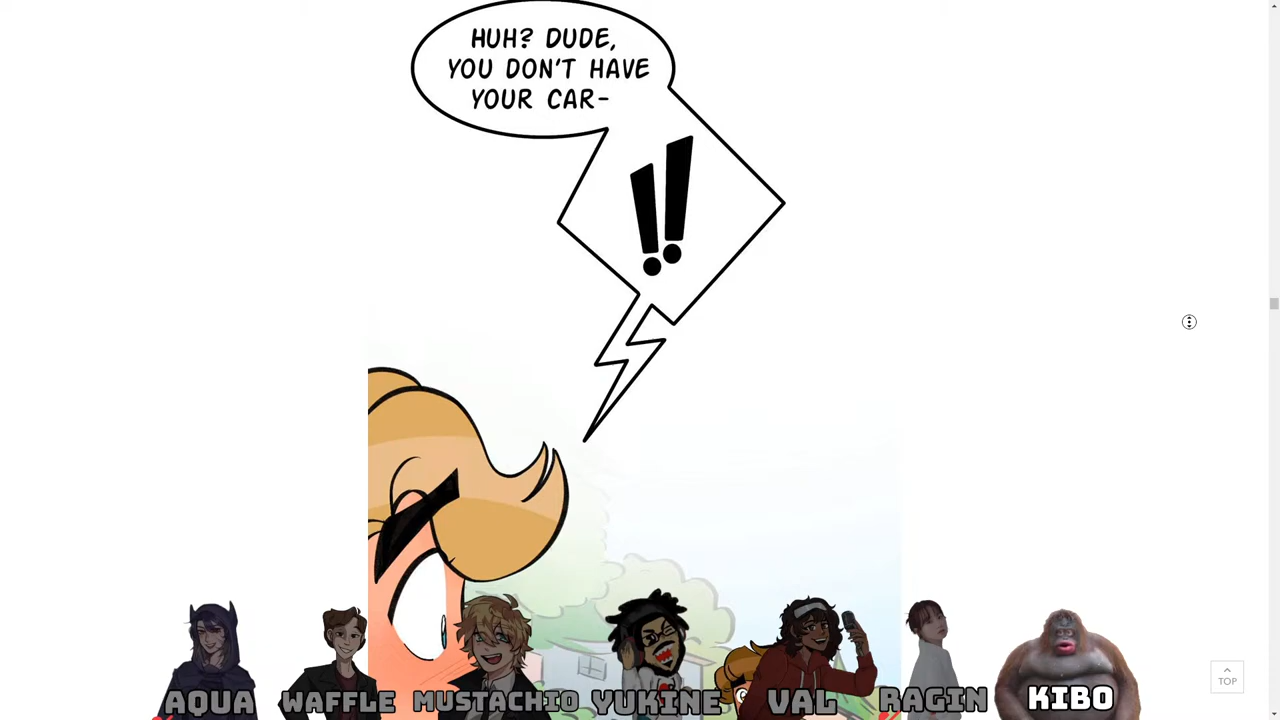 HUH? DUDE,
YOU DON'T HAVE
YOUR CAR-
!!
AQUA WAFFLE MUSTACHIO YUKINE VAL RAGIN KIBO
TOP